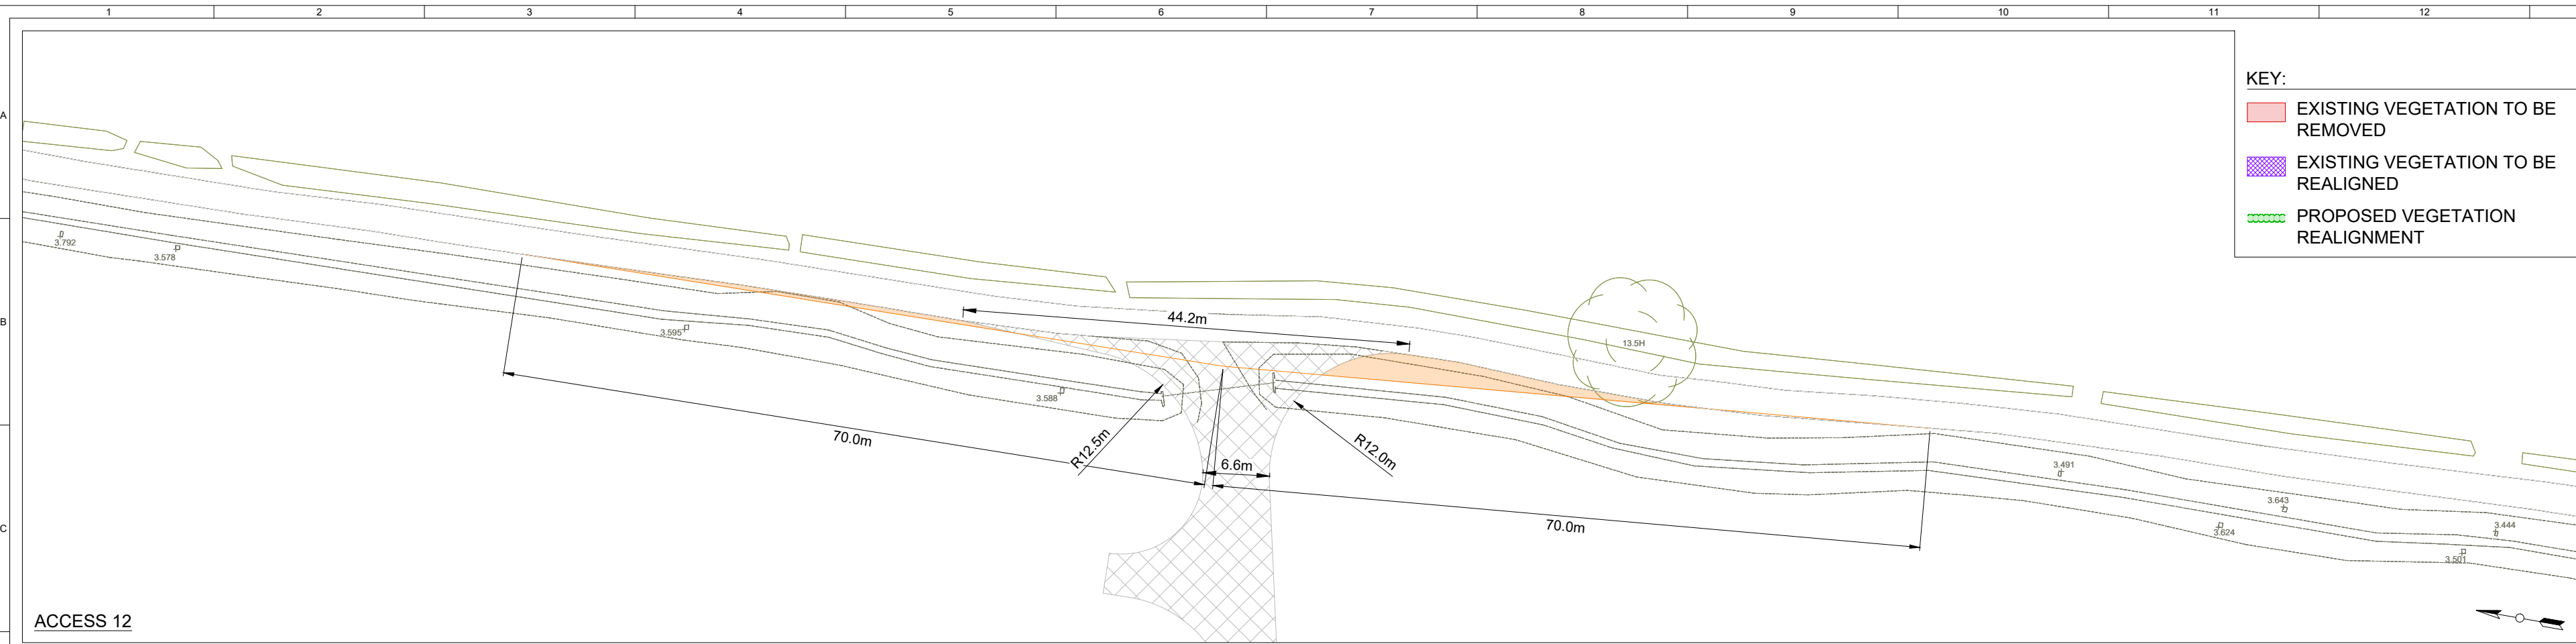 1 2 3 4 5 6 7 8 9 10 11 12
A
B
C
KEY:
EXISTING VEGETATION TO BE
REMOVED
EXISTING VEGETATION TO BE
REALIGNED
PROPOSED VEGETATION
REALIGNMENT
3.792
3.578
3.595
44.2m
13.5H
3.588
70.0m
R12.5m
6.6m
R12.0m
70.0m
3.491
3.643
3.624
3.444
3.501
ACCESS 12